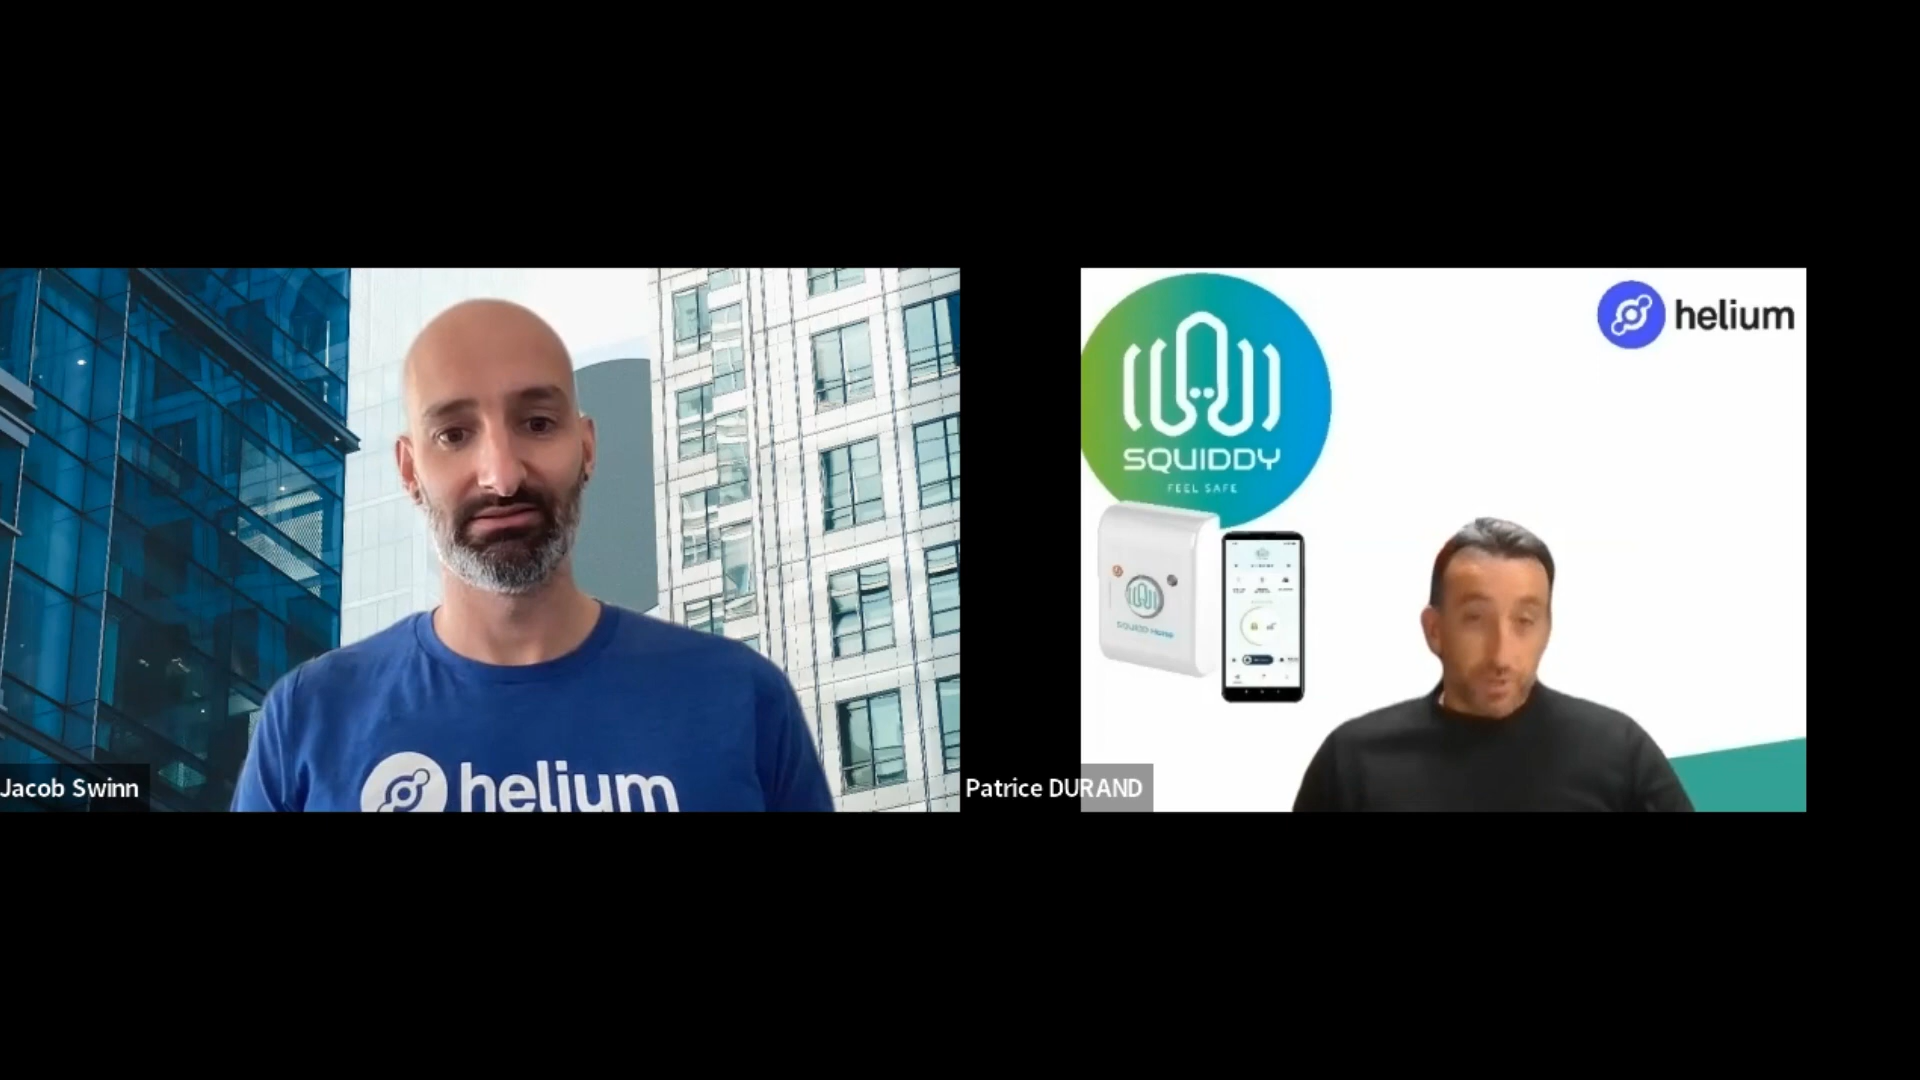 helium
Jacob Swinn
SQUIDDY
FEEL SAFE
helium
Patrice DURAND